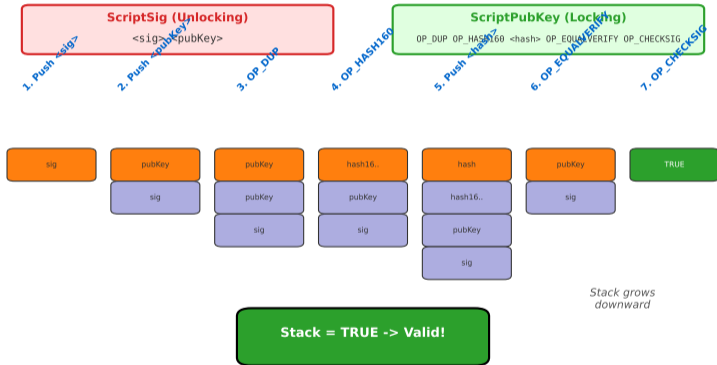 ScriptSig (Unlocking)
<sig> <pubKey>
ScriptPubKey (Locking)
OP_DUP OP_HASH160 <hash> OP_EQUALVERIFY OP_CHECKSIG
1. Push <sig>
2. Push <pubKey>
3. OP_DUP
4. OP_HASH160
5. Push <hash>
6. OP_EQUALVERIFY
7. OP_CHECKSIG
sig
pubKey
sig
pubKey
pubKey
sig
hash16..
pubKey
sig
hash
hash16..
pubKey
sig
pubKey
sig
TRUE
Stack grows
downward
Stack = TRUE -> Valid!